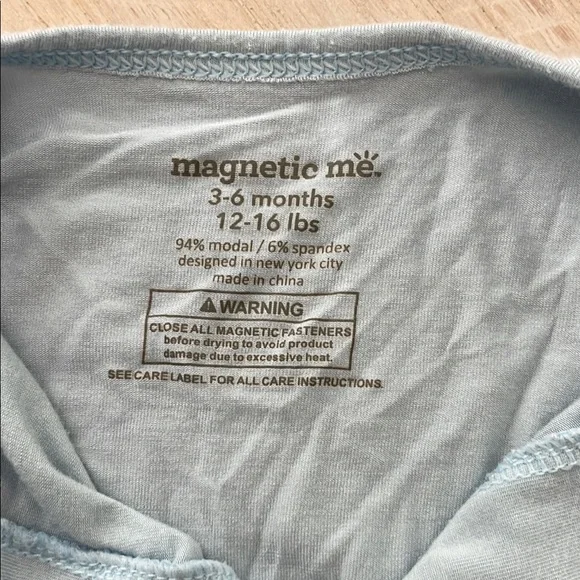 magnetic me.
3-6 months
12-16 lbs
94% modal / 6% spandex
designed in new york city
made in china
⚠WARNING
CLOSE ALL MAGNETIC FASTENERS
before drying to avoid product
damage due to excessive heat.
SEE CARE LABEL FOR ALL CARE INSTRUCTIONS.